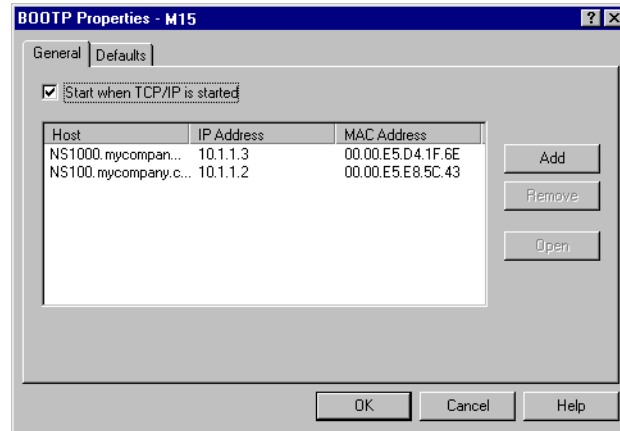 BOOTP Properties - M15
General Defaults
Start when TCP/IP is started
Host IP Address MAC Address
NS1000.mycompan... 10.1.1.3 00.00.E5.D4.1F.6E
NS100.mycompany.c... 10.1.1.2 00.00.E5.E8.5C.43
Add
Remove
Open
OK Cancel Help